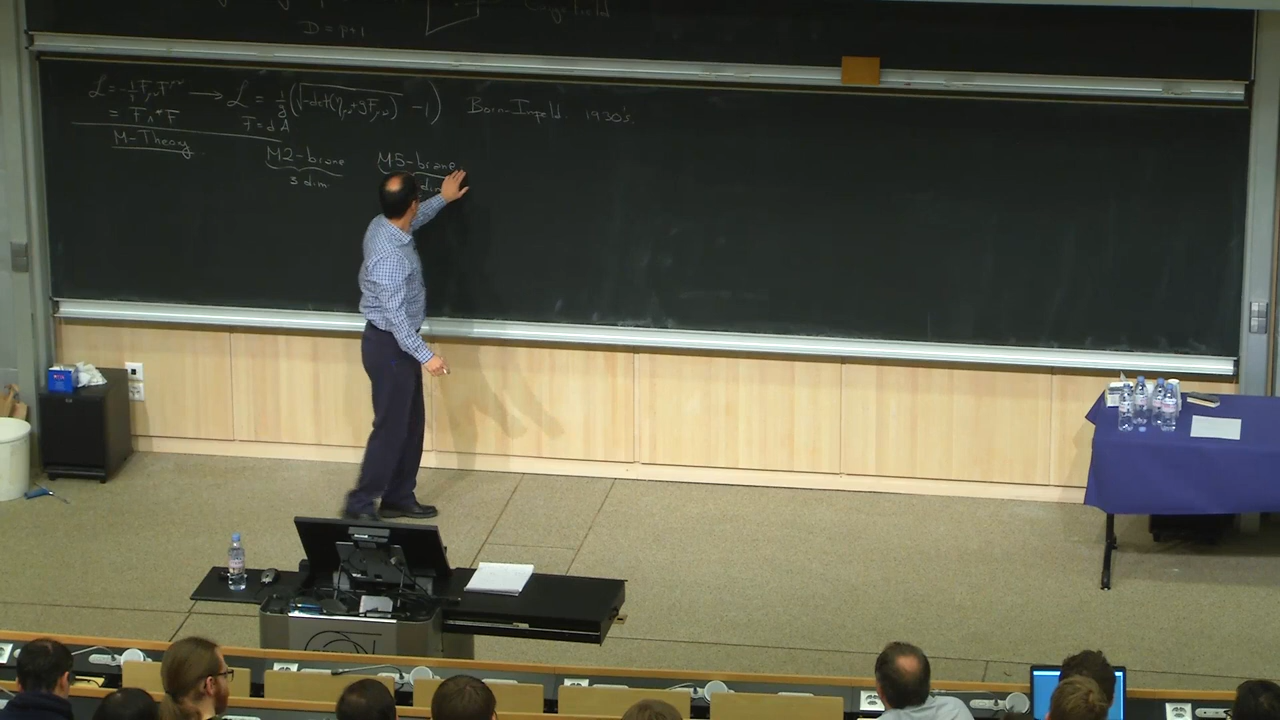 D = p+1
ℒ = -¼ F_μν F^μν ⟶ ℒ = 1/g (√-det(η_μν + g F_μν) - 1) Born-Infeld. 1930's.
= F∧*F F = dA
M-Theory M2-brane M5-brane
3 dim. dim